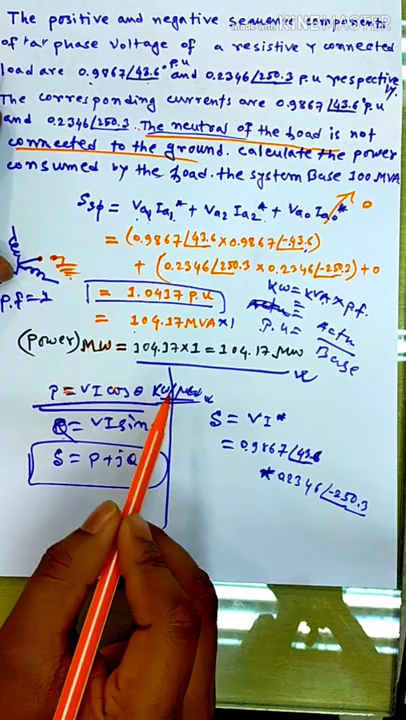 The positive and negative sequence components
of 'a' phase voltage of a resistive Y connected
load are 0.9867∠43.6° p.u and 0.2346∠250.3 p.u respectively.
The corresponding currents are 0.9867∠43.6° p.u
and 0.2346∠250.3. The neutral of the load is not
connected to the ground. calculate the power
consumed by the load. the system Base 100 MVA
S3φ = Va1 Ia1* + Va2 Ia2* + Va0 Ia0* 0
= (0.9867∠43.6 × 0.9867∠-43.6)
+ (0.2346∠250.3 × 0.2346∠-250.3) + 0
p.f = 1
= 1.0417 P.U
= 104.17 MVA × 1
(power) MW = 104.17 × 1 = 104.17 MW
KW = KVA × p.f.
P.u = Actu
Base
P = VI cos θ
= VI sin
S = P + jQ
S = VI*
= 0.9867∠43.6
* 0.2346∠-250.3
Made With KINEMASTER